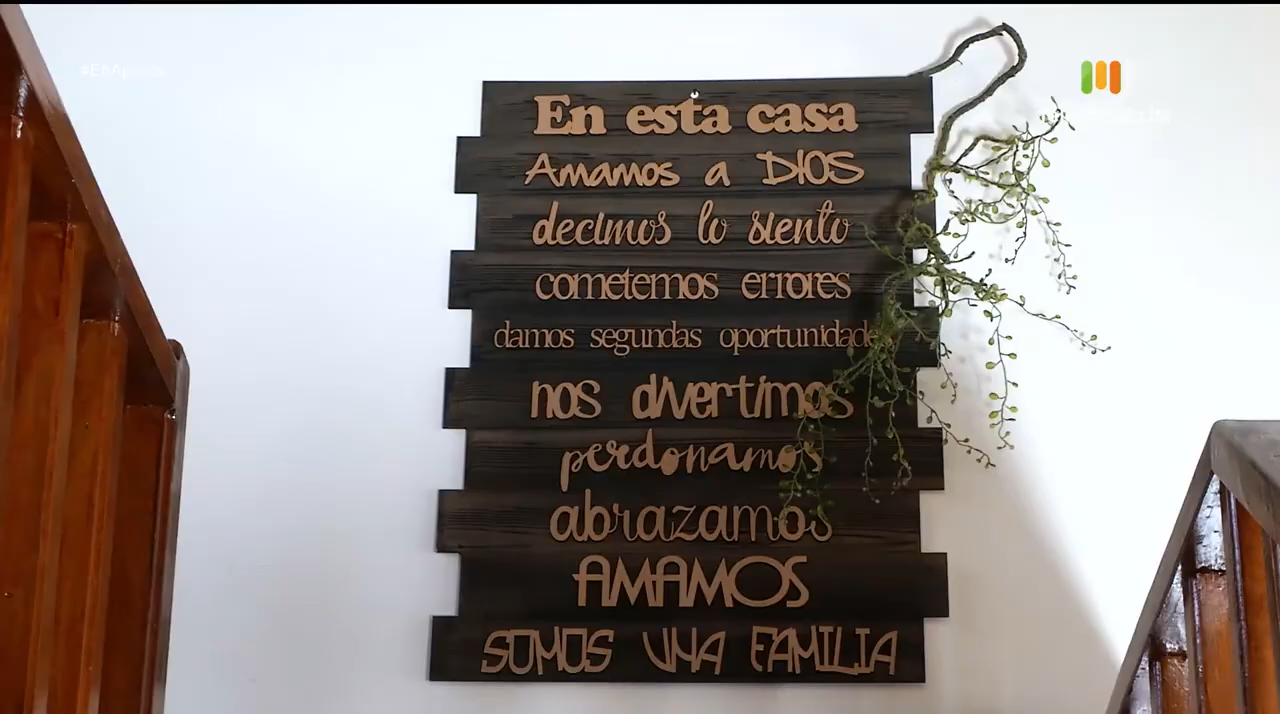 En esta casa
Amamos a DIOS
decimos lo siento
cometemos errores
damos segundas oportunidade
nos divertimos
perdonamos
abrazamos
AMAMOS
SOMOS UNA FAMILIA